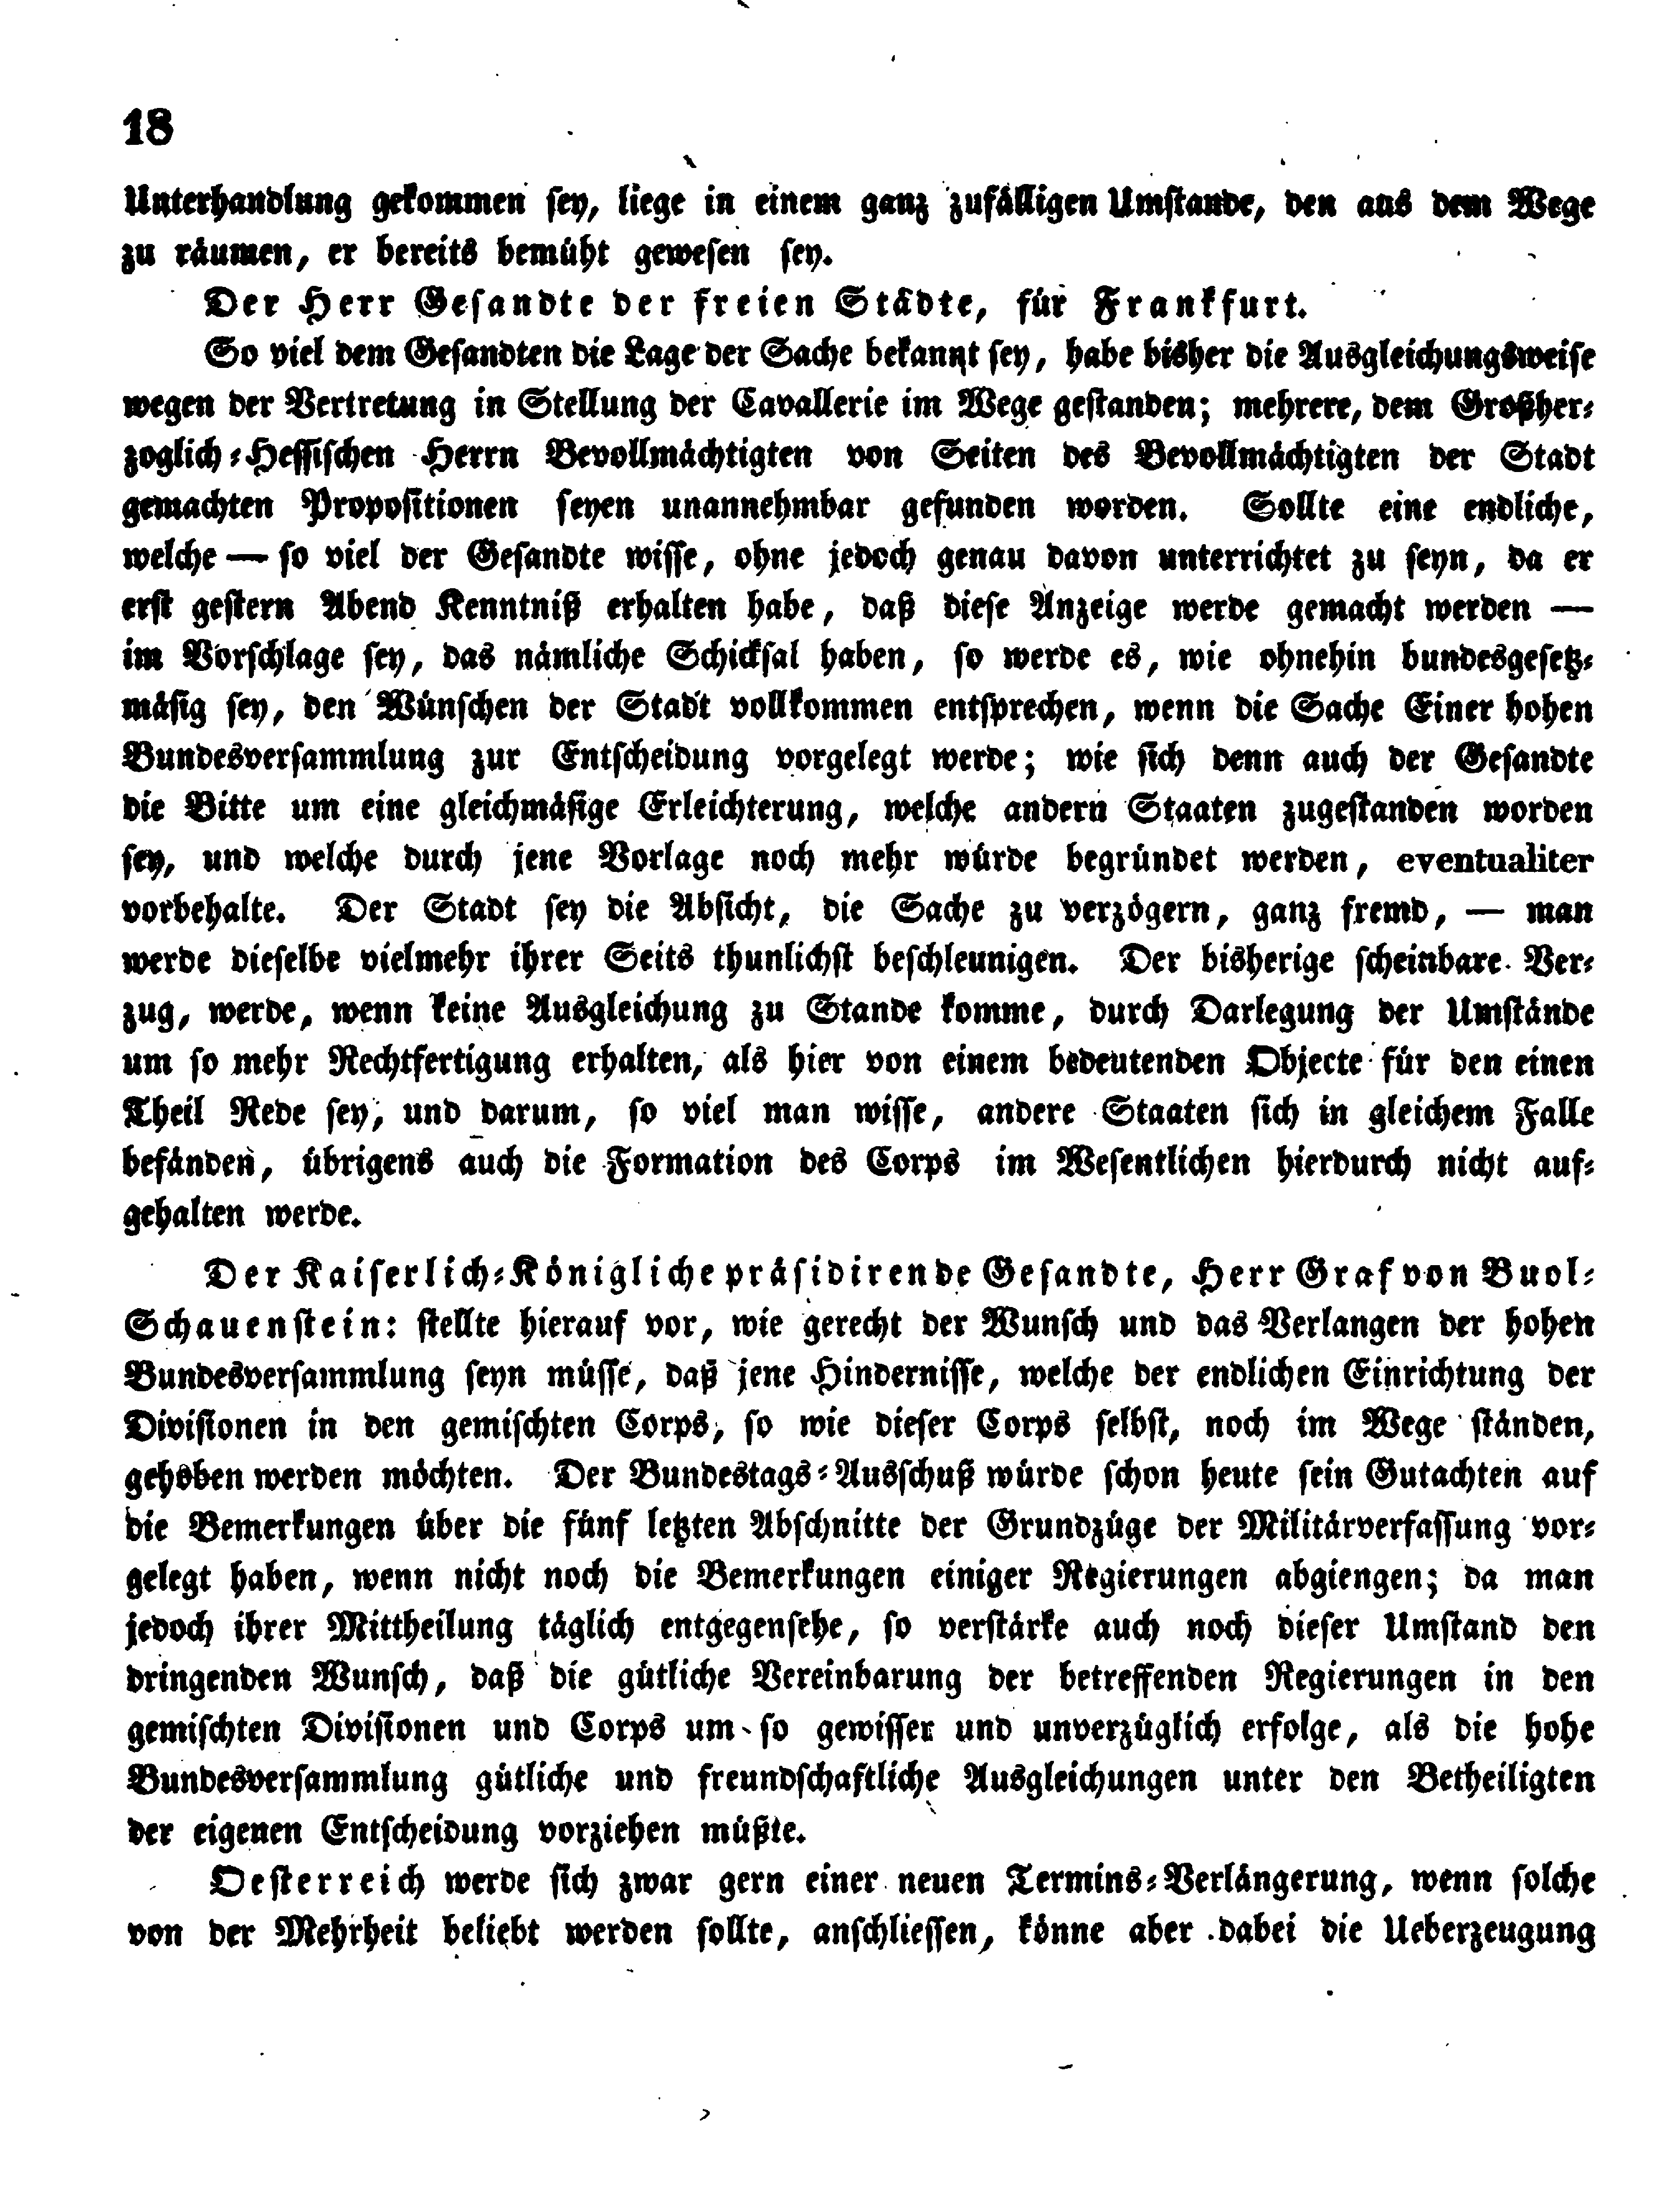 18
Unterhandlung gekommen sey, liege in einem ganz zufälligen Umstande, den aus dem Wege
zu räumen, er bereits bemüht gewesen sey.
Der Herr Gesandte der freien Städte, für Frankfurt.
So viel dem Gesandten die Lage der Sache bekannt sey, habe bisher die Ausgleichungsweise
wegen der Vertretung in Stellung der Cavallerie im Wege gestanden; mehrere, dem Großher-
zoglich-Hessischen Herrn Bevollmächtigten von Seiten des Bevollmächtigten der Stadt
gemachten Propositionen seyen unannehmbar gefunden worden. Sollte eine endliche,
welche — so viel der Gesandte wisse, ohne jedoch genau davon unterrichtet zu seyn, da er
erst gestern Abend Kenntniß erhalten habe, daß diese Anzeige werde gemacht werden —
im Vorschlage sey, das nämliche Schicksal haben, so werde es, wie ohnehin bundesgesetz-
mäsig sey, den Wünschen der Stadt vollkommen entsprechen, wenn die Sache Einer hohen
Bundesversammlung zur Entscheidung vorgelegt werde; wie sich denn auch der Gesandte
die Bitte um eine gleichmäsige Erleichterung, welche andern Staaten zugestanden worden
sey, und welche durch jene Vorlage noch mehr würde begründet werden, eventualiter
vorbehalte. Der Stadt sey die Absicht, die Sache zu verzögern, ganz fremd, — man
werde dieselbe vielmehr ihrer Seits thunlichst beschleunigen. Der bisherige scheinbare Ver-
zug, werde, wenn keine Ausgleichung zu Stande komme, durch Darlegung der Umstände
um so mehr Rechtfertigung erhalten, als hier von einem bedeutenden Objecte für den einen
Theil Rede sey, und darum, so viel man wisse, andere Staaten sich in gleichem Falle
befänden, übrigens auch die Formation des Corps im Wesentlichen hierdurch nicht auf-
gehalten werde.
Der Kaiserlich-Königliche präsidirende Gesandte, Herr Graf von Buol-
Schauenstein: stellte hierauf vor, wie gerecht der Wunsch und das Verlangen der hohen
Bundesversammlung seyn müsse, daß jene Hindernisse, welche der endlichen Einrichtung der
Divisionen in den gemischten Corps, so wie dieser Corps selbst, noch im Wege ständen,
gehoben werden möchten. Der Bundestags-Ausschuß würde schon heute sein Gutachten auf
die Bemerkungen über die fünf letzten Abschnitte der Grundzüge der Militärverfassung vor-
gelegt haben, wenn nicht noch die Bemerkungen einiger Regierungen abgiengen; da man
jedoch ihrer Mittheilung täglich entgegensehe, so verstärke auch noch dieser Umstand den
dringenden Wunsch, daß die gütliche Vereinbarung der betreffenden Regierungen in den
gemischten Divisionen und Corps um so gewisser und unverzüglich erfolge, als die hohe
Bundesversammlung gütliche und freundschaftliche Ausgleichungen unter den Betheiligten
der eigenen Entscheidung vorziehen müßte.
Oesterreich werde sich zwar gern einer neuen Termins-Verlängerung, wenn solche
von der Mehrheit beliebt werden sollte, anschliessen, könne aber dabei die Ueberzeugung